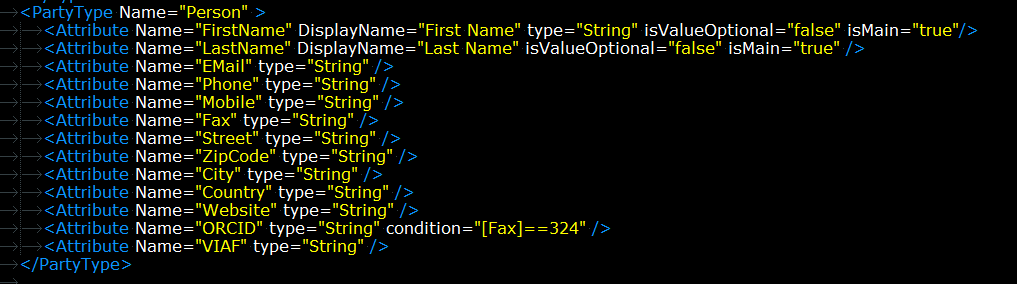 <PartyType Name="Person" >
<Attribute Name="FirstName" DisplayName="First Name" type="String" isValueOptional="false" isMain="true"/>
<Attribute Name="LastName" DisplayName="Last Name" isValueOptional="false" isMain="true" />
<Attribute Name="EMail" type="String" />
<Attribute Name="Phone" type="String" />
<Attribute Name="Mobile" type="String" />
<Attribute Name="Fax" type="String" />
<Attribute Name="Street" type="String" />
<Attribute Name="ZipCode" type="String" />
<Attribute Name="City" type="String" />
<Attribute Name="Country" type="String" />
<Attribute Name="Website" type="String" />
<Attribute Name="ORCID" type="String" condition="[Fax]==324" />
<Attribute Name="VIAF" type="String" />
</PartyType>